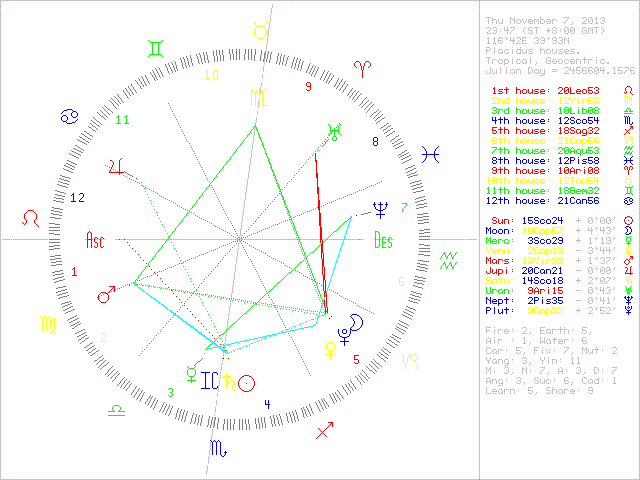 Thu November 7, 2013
23:47 (ST +8:00 GMT)
116°42E 39°93N
Placidus houses.
Tropical, Geocentric.
Julian Day = 2456604.1576
1st house: 20Leo53
2nd house: 12Vir58
3rd house: 10Lib08
4th house: 12Sco54
5th house: 18Sag32
6th house: 21Cap56
7th house: 20Aqu53
8th house: 12Pis58
9th house: 10Ari08
10th house: 12Tau54
11th house: 18Gem32
12th house: 21Can56
Sun: 15Sco24 + 0°00'
Moon: 10Cap57 + 4°43'
Merc: 3Sco29 + 1°19'
Venu: 2Cap13 - 3°44'
Mars: 13Vir33 + 1°37'
Jupi: 20Can21 - 0°00'
Satu: 14Sco18 + 2°07'
Uran: 9Ari15 - 0°43'
Nept: 2Pis35 - 0°41'
Plut: 9Cap32 + 2°52'
Fire: 2, Earth: 5,
Air : 1, Water: 6
Car: 5, Fix: 7, Mut: 2
Yang: 3, Yin: 11
M: 3, N: 7, A: 3, D: 7
Ang: 3, Suc: 6, Cad: 1
Learn: 5, Share: 9
10
9
11
8
12
7
Asc
Des
1
6
2
5
3
4